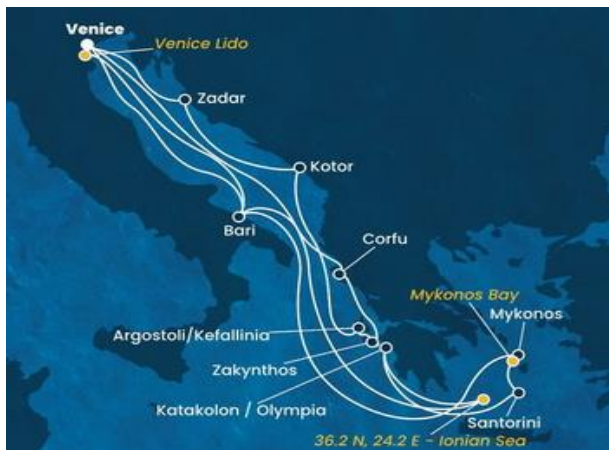 Venice
Venice Lido
Zadar
Kotor
Bari
Corfu
Mykonos Bay
Mykonos
Argostoli/Kefallinia
Zakynthos
Katakolon / Olympia
Santorini
36.2 N, 24.2 E - Ionian Sea